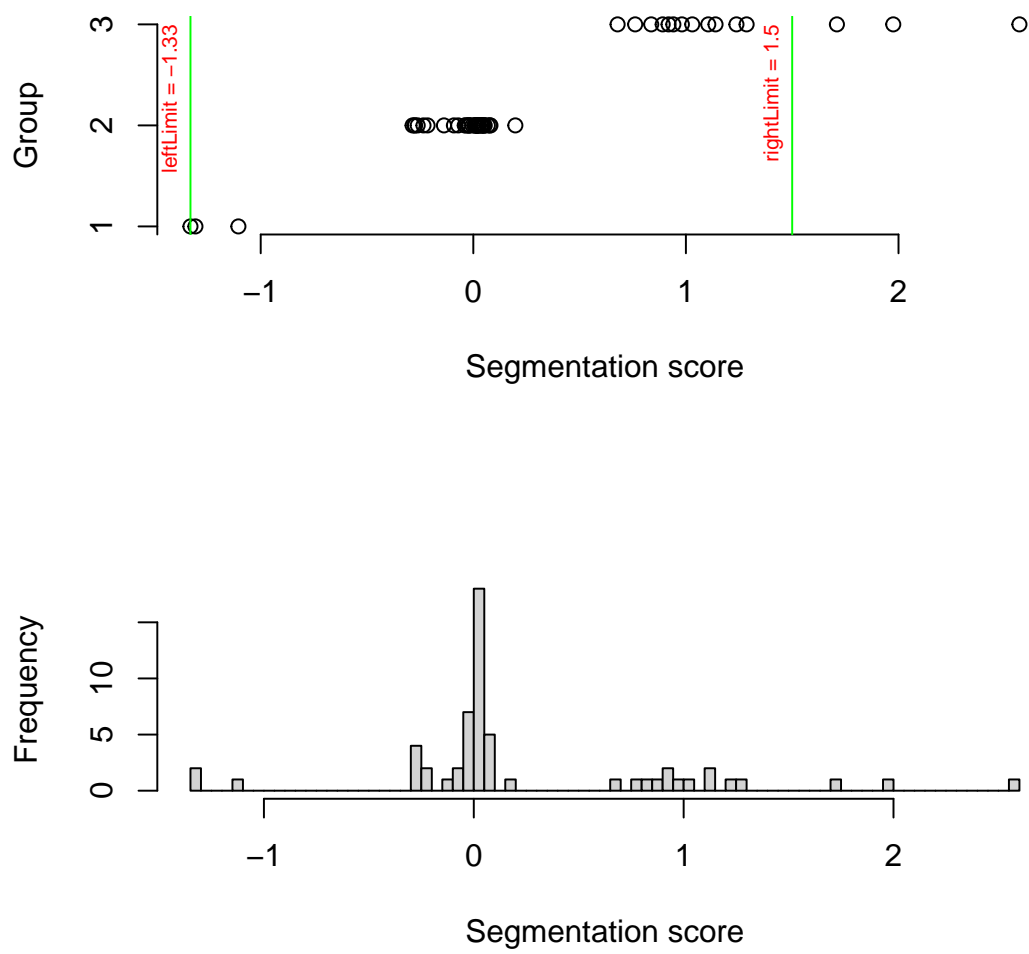 Group
1
2
3
leftLimit = −1.33
rightLimit = 1.5
−1
0
1
2
Segmentation score
Frequency
0
5
10
−1
0
1
2
Segmentation score